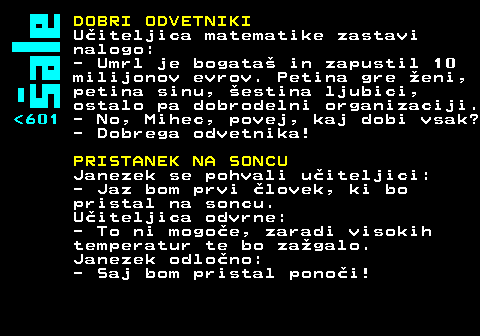 Šale
<601
DOBRI ODVETNIKI
Učiteljica matematike zastavi
nalogo:
- Umrl je bogataš in zapustil 10
milijonov evrov. Petina gre ženi,
petina sinu, šestina ljubici,
ostalo pa dobrodelni organizaciji.
- No, Mihec, povej, kaj dobi vsak?
- Dobrega odvetnika!
PRISTANEK NA SONCU
Janezek se pohvali učiteljici:
- Jaz bom prvi človek, ki bo
pristal na soncu.
Učiteljica odvrne:
- To ni mogoče, zaradi visokih
temperatur te bo zažgalo.
Janezek odločno:
- Saj bom pristal ponoči!